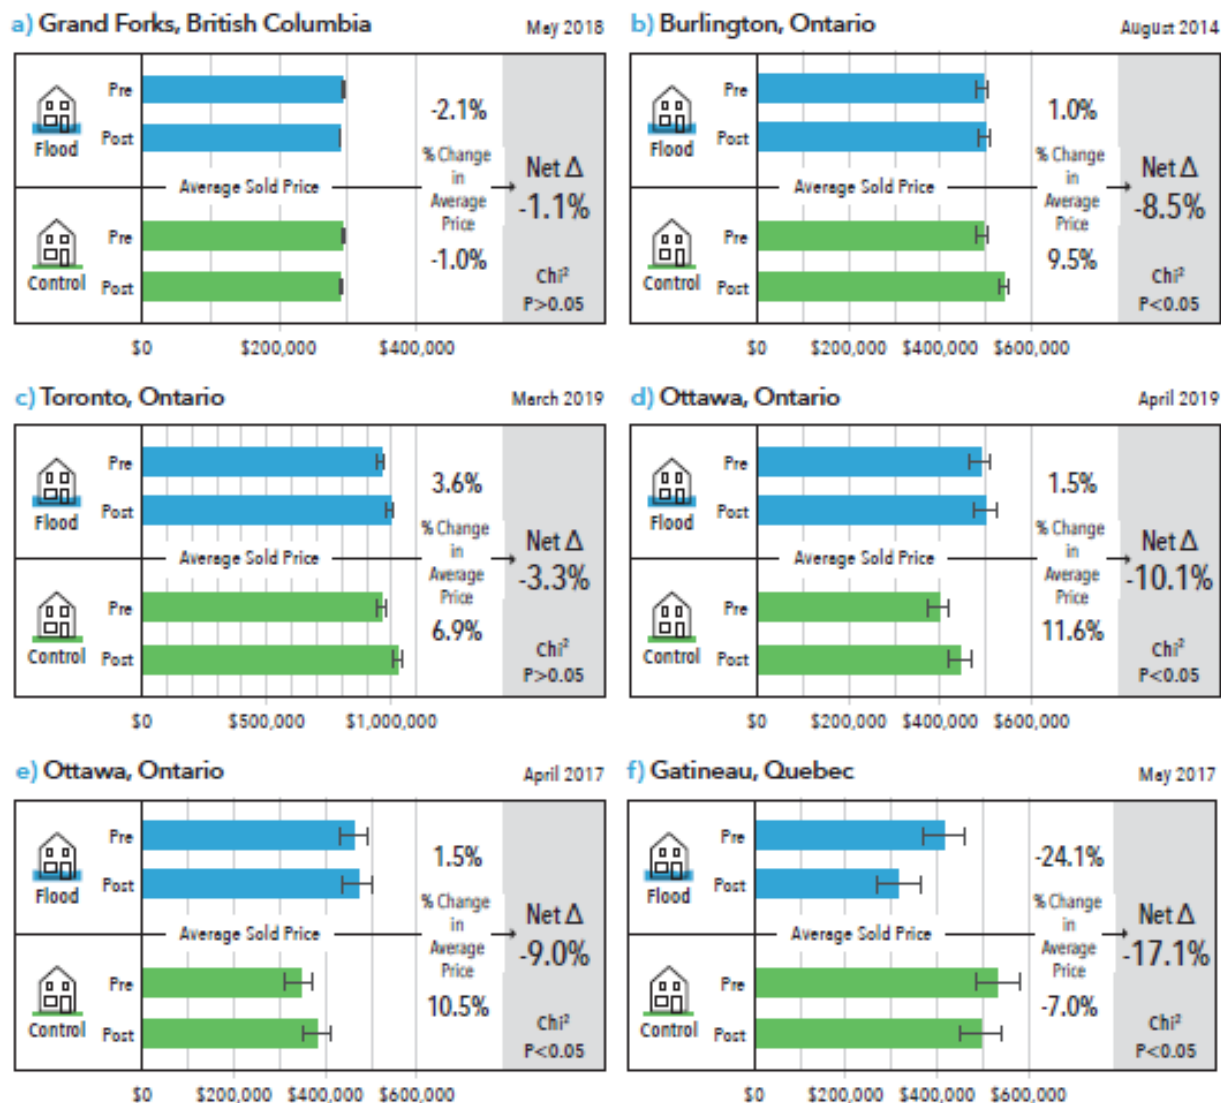 a) Grand Forks, British Columbia
May 2018
Pre
-2.1%
Post
Flood
% Change
in
Average
Price
Average Sold Price
Net Δ
-1.1%
Pre
-1.0%
Control
Post
Chi²
P>0.05
$0 $200,000 $400,000
b) Burlington, Ontario
August 2014
Pre
1.0%
Post
Flood
% Change
in
Average
Price
Average Sold Price
Net Δ
-8.5%
Pre
9.5%
Control
Post
Chi²
P<0.05
$0 $200,000 $400,000 $600,000
c) Toronto, Ontario
March 2019
Pre
3.6%
Post
Flood
% Change
in
Average
Price
Average Sold Price
Net Δ
-3.3%
Pre
6.9%
Control
Post
Chi²
P>0.05
$0 $500,000 $1,000,000
d) Ottawa, Ontario
April 2019
Pre
1.5%
Post
Flood
% Change
in
Average
Price
Average Sold Price
Net Δ
-10.1%
Pre
11.6%
Control
Post
Chi²
P<0.05
$0 $200,000 $400,000 $600,000
e) Ottawa, Ontario
April 2017
Pre
1.5%
Post
Flood
% Change
in
Average
Price
Average Sold Price
Net Δ
-9.0%
Pre
10.5%
Control
Post
Chi²
P<0.05
$0 $200,000 $400,000 $600,000
f) Gatineau, Quebec
May 2017
Pre
-24.1%
Post
Flood
% Change
in
Average
Price
Average Sold Price
Net Δ
-17.1%
Pre
-7.0%
Control
Post
Chi²
P<0.05
$0 $200,000 $400,000 $600,000